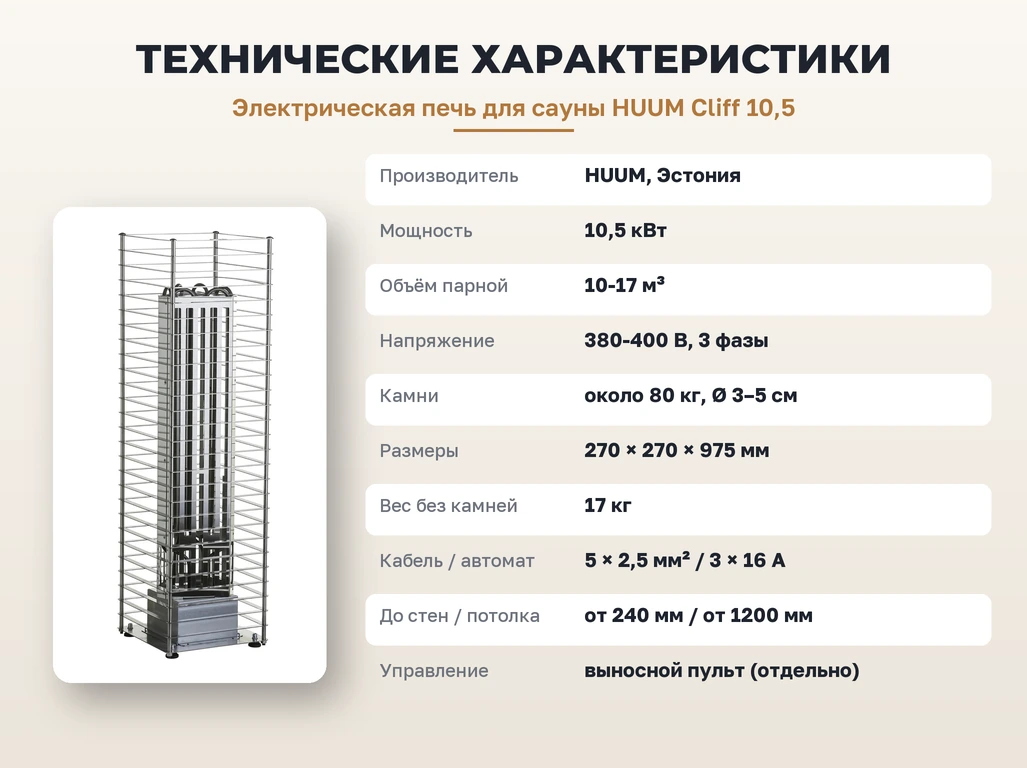 ТЕХНИЧЕСКИЕ ХАРАКТЕРИСТИКИ
Электрическая печь для сауны HUUM Cliff 10,5
Производитель HUUM, Эстония
Мощность 10,5 кВт
Объём парной 10-17 м³
Напряжение 380-400 В, 3 фазы
Камни около 80 кг, Ø 3–5 см
Размеры 270 × 270 × 975 мм
Вес без камней 17 кг
Кабель / автомат 5 × 2,5 мм² / 3 × 16 А
До стен / потолка от 240 мм / от 1200 мм
Управление выносной пульт (отдельно)